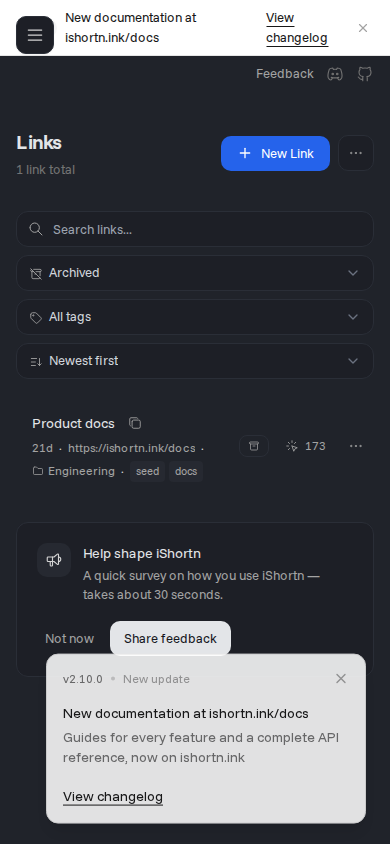 New documentation at
ishortn.ink/docs
View
changelog
Feedback
Links
1 link total
New Link
Search links...
Archived
All tags
Newest first
Product docs
21d · https://ishortn.ink/docs ·
173
Engineering · seed docs
Help shape iShortn
A quick survey on how you use iShortn —
takes about 30 seconds.
Not now
Share feedback
v2.10.0 • New update
New documentation at ishortn.ink/docs
Guides for every feature and a complete API
reference, now on ishortn.ink
View changelog